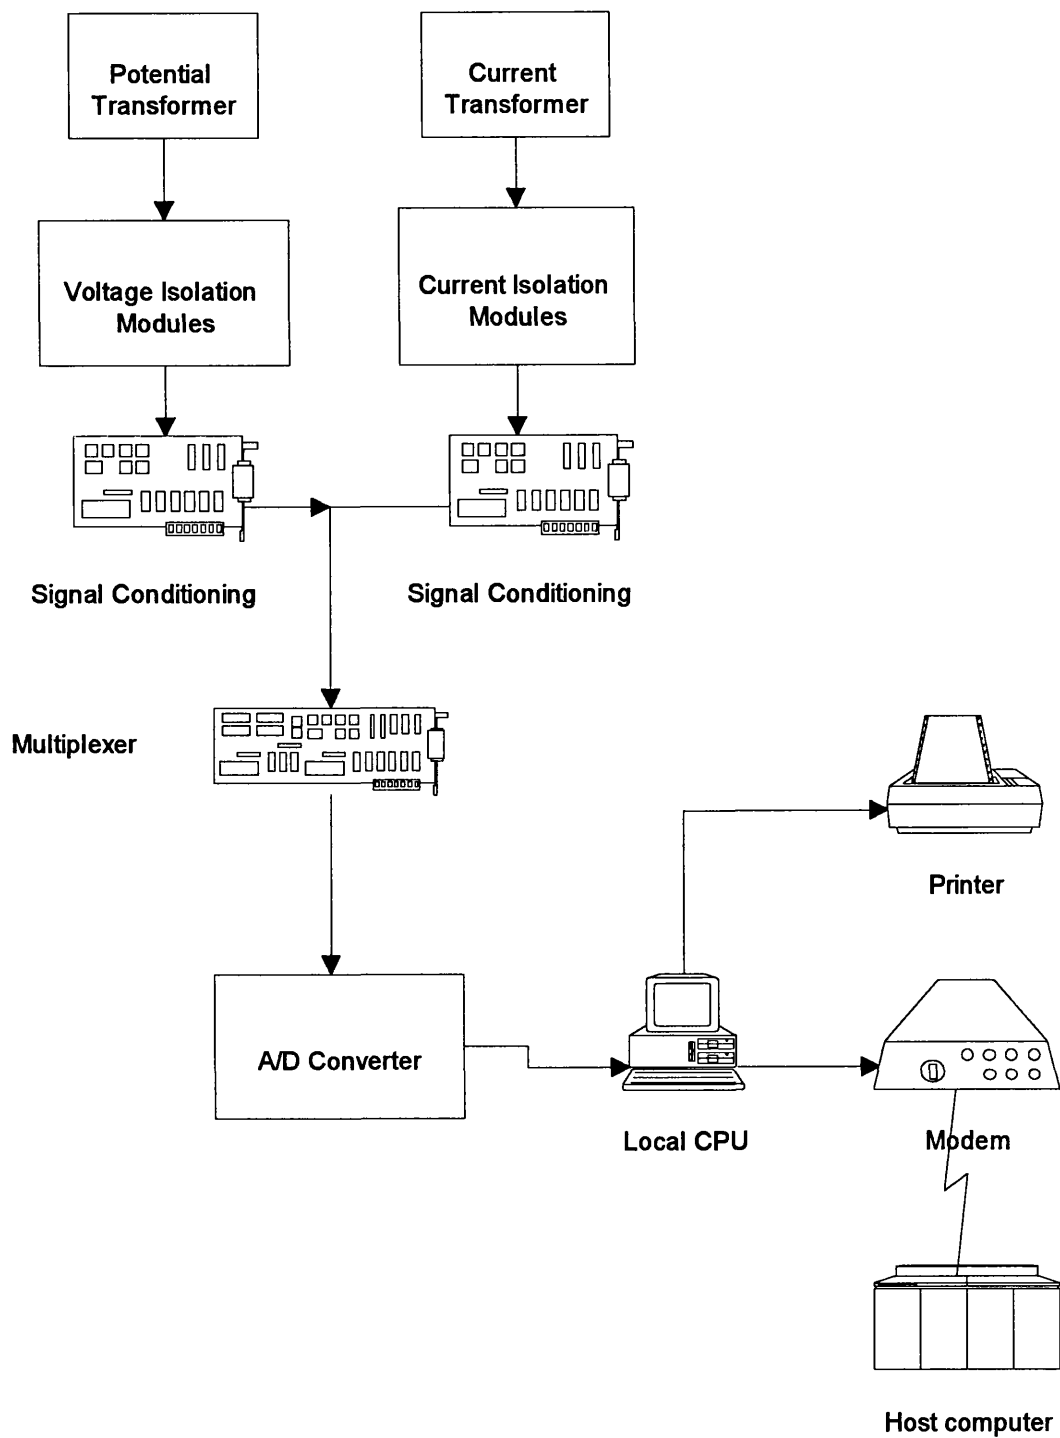 Potential
Transformer
Current
Transformer
Voltage Isolation
Modules
Current Isolation
Modules
Signal Conditioning
Signal Conditioning
Multiplexer
Printer
A/D Converter
Local CPU
Modem
Host computer